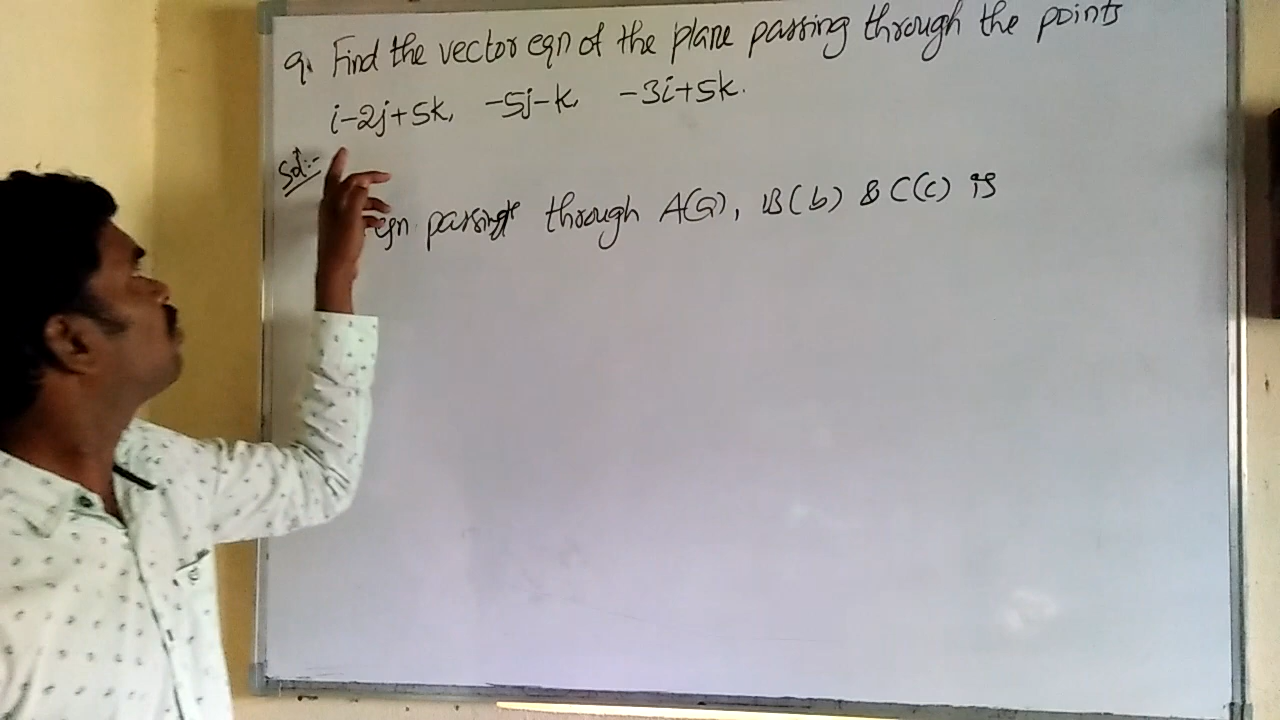 Q. Find the vector eqn of the plane passing through the points
i-2j+5k, -5j-k, -3i+5k.
Sol:-
eqn passing through A(a), B(b) & C(c) is